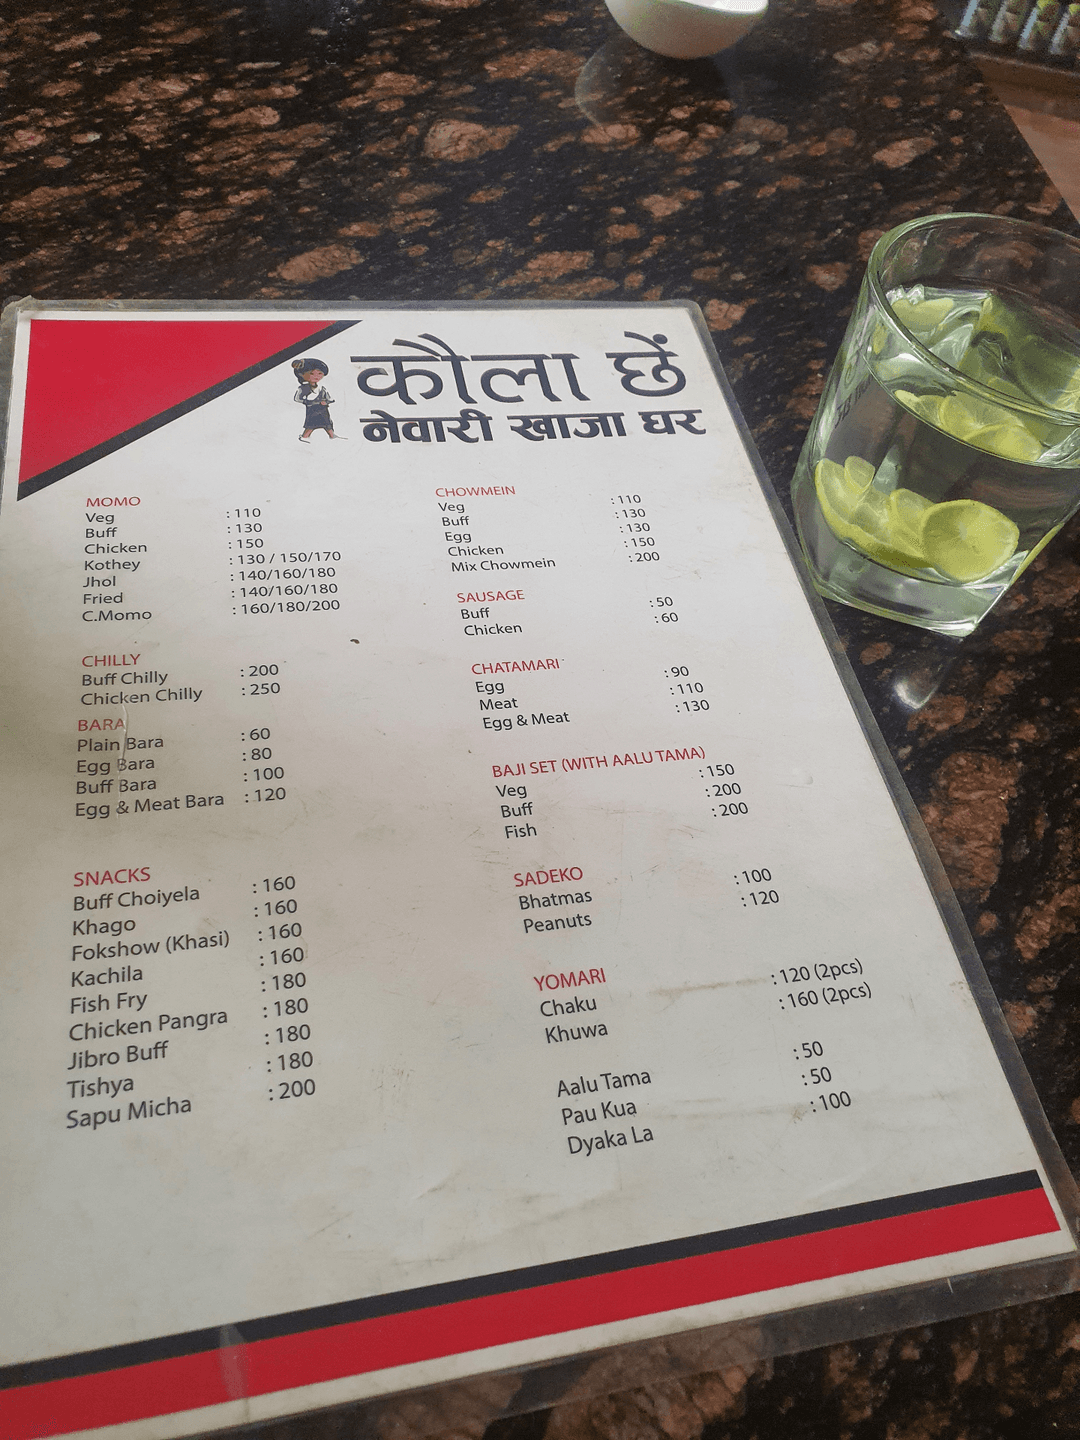 कौला छेँ
नेवारी खाजा घर
MOMO
Veg : 110
Buff : 130
Chicken : 150
Kothey : 130 / 150/170
Jhol : 140/160/180
Fried : 140/160/180
C.Momo : 160/180/200
CHILLY
Buff Chilly : 200
Chicken Chilly : 250
BARA
Plain Bara : 60
Egg Bara : 80
Buff Bara : 100
Egg & Meat Bara : 120
SNACKS
Buff Choiyela : 160
Khago : 160
Fokshow (Khasi) : 160
Kachila : 160
Fish Fry : 180
Chicken Pangra : 180
Jibro Buff : 180
Tishya : 180
Sapu Micha : 200
CHOWMEIN
Veg : 110
Buff : 130
Egg : 130
Chicken : 150
Mix Chowmein : 200
SAUSAGE
Buff : 50
Chicken : 60
CHATAMARI
Egg : 90
Meat : 110
Egg & Meat : 130
BAJI SET (WITH AALU TAMA)
Veg : 150
Buff : 200
Fish : 200
SADEKO
Bhatmas : 100
Peanuts : 120
YOMARI
Chaku : 120 (2pcs)
Khuwa : 160 (2pcs)
Aalu Tama : 50
Pau Kua : 50
Dyaka La : 100